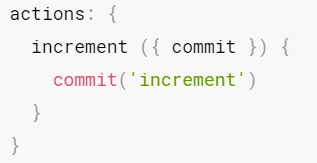 actions: {
  increment ({ commit }) {
    commit('increment')
  }
}